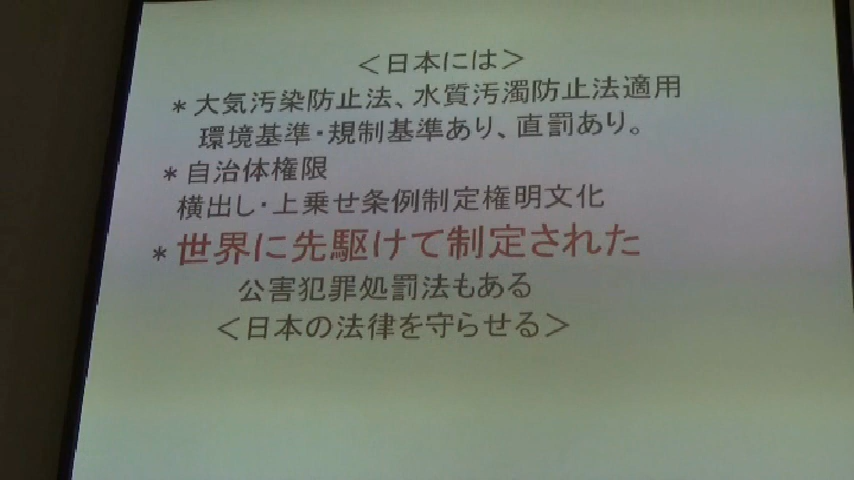 ＜日本には＞
＊大気汚染防止法、水質汚濁防止法適用
環境基準・規制基準あり、直罰あり。
＊自治体権限
横出し・上乗せ条例制定権明文化
＊世界に先駆けて制定された
公害犯罪処罰法もある
＜日本の法律を守らせる＞